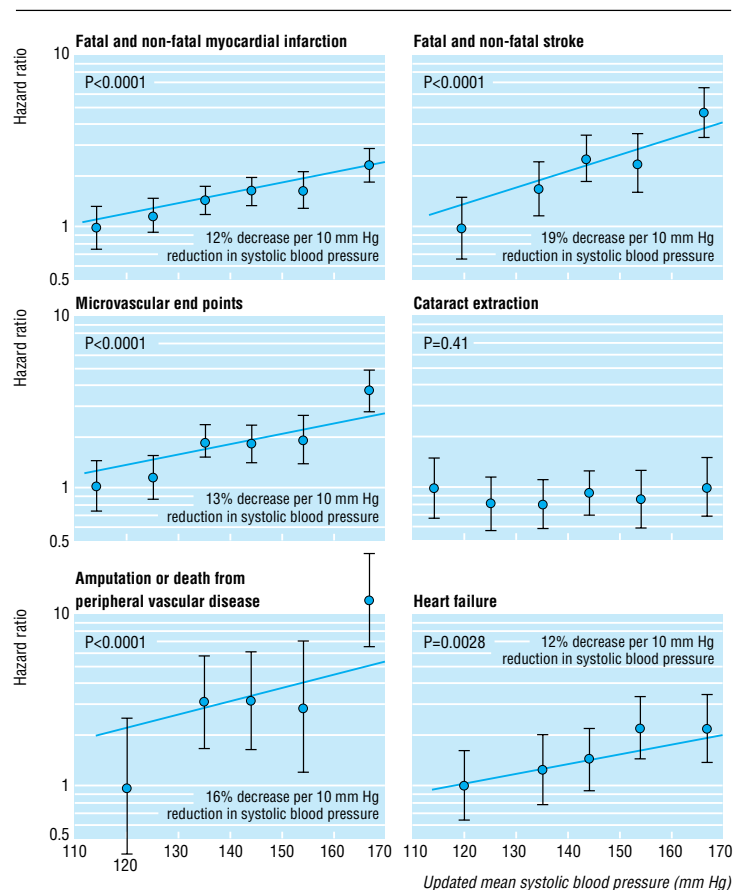 Fatal and non-fatal myocardial infarction
Hazard ratio
10
P<0.0001
1
12% decrease per 10 mm Hg
reduction in systolic blood pressure
0.5
Fatal and non-fatal stroke
P<0.0001
19% decrease per 10 mm Hg
reduction in systolic blood pressure
Microvascular end points
Hazard ratio
10
P<0.0001
1
13% decrease per 10 mm Hg
reduction in systolic blood pressure
0.5
Cataract extraction
P=0.41
Amputation or death from
peripheral vascular disease
Hazard ratio
10
P<0.0001
1
16% decrease per 10 mm Hg
reduction in systolic blood pressure
0.5
110 120 130 140 150 160 170
Heart failure
P=0.0028
12% decrease per 10 mm Hg
reduction in systolic blood pressure
110 120 130 140 150 160 170
Updated mean systolic blood pressure (mm Hg)